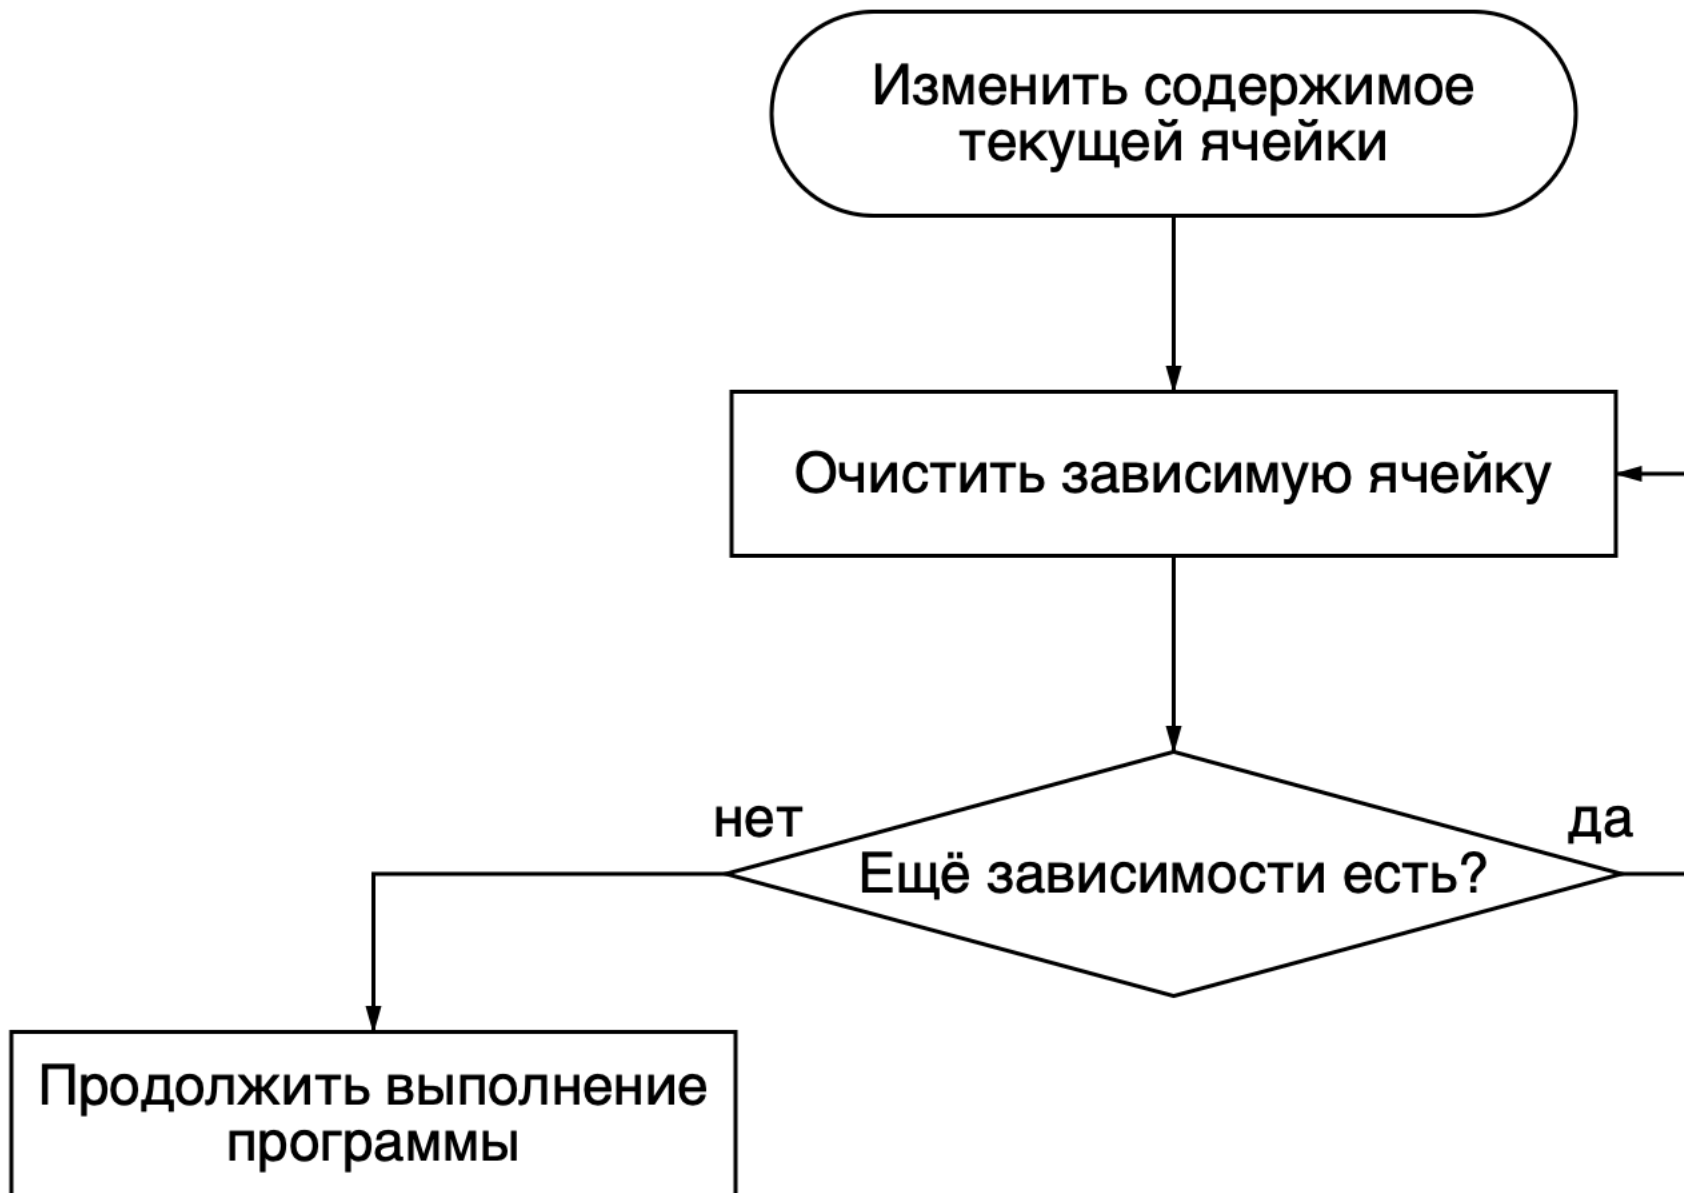 Изменить содержимое
текущей ячейки
Очистить зависимую ячейку
нет
да
Ещё зависимости есть?
Продолжить выполнение
программы